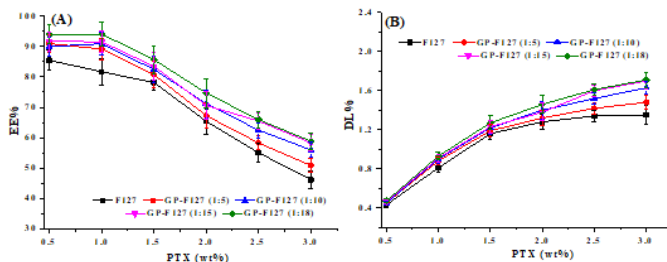 (A)
EE%
100
90
80
70
60
50
40
30
F127 GP-F127 (1:5) GP-F127 (1:10)
GP-F127 (1:15) GP-F127 (1:18)
0.5 1.0 1.5 2.0 2.5 3.0
PTX (wt%)
(B)
DL%
2.4
2.0
1.6
1.2
0.8
0.4
F127 GP-F127 (1:5) GP-F127 (1:10)
GP-F127 (1:15) GP-F127 (1:18)
0.5 1.0 1.5 2.0 2.5 3.0
PTX (wt%)